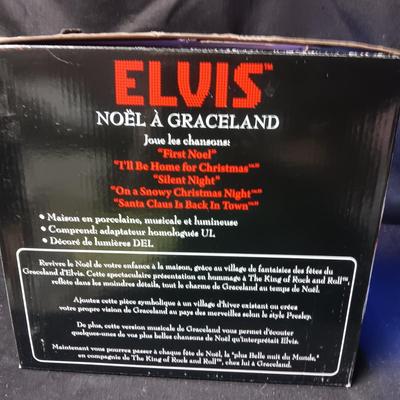 ELVIS™
NOËL À GRACELAND
Joue les chansons:
"First Noel"
"I'll Be Home for Christmas™"
"Silent Night"
"On a Snowy Christmas Night™"
"Santa Claus Is Back In Town™"
• Maison en porcelaine, musicale et lumineuse
• Comprend: adaptateur homologués UL
• Décoré de lumières DEL
Revivre le Noël de votre enfance à la maison, grâce au village de fantaisies des fêtes du
Graceland d'Elvis. Cette spectaculaire présentation en hommage à The King of Rock and Roll™,
reflète dans les moindres détails, tout le charme de Graceland au temps de Noël.
Ajoutez cette pièce symbolique à un village d'hiver existant ou créez
votre propre vision de Graceland au pays des merveilles selon le style Presley.
De plus, cette version musicale de Graceland vous permet d'écouter
quelques-unes de vos plus belles chansons de Noël qu'interprétait Elvis.
Maintenant vous pourrez passer à chaque fête de Noël, la "plus Belle nuit du Monde,"
en compagnie de The King of Rock and Roll™, chez lui à Graceland.